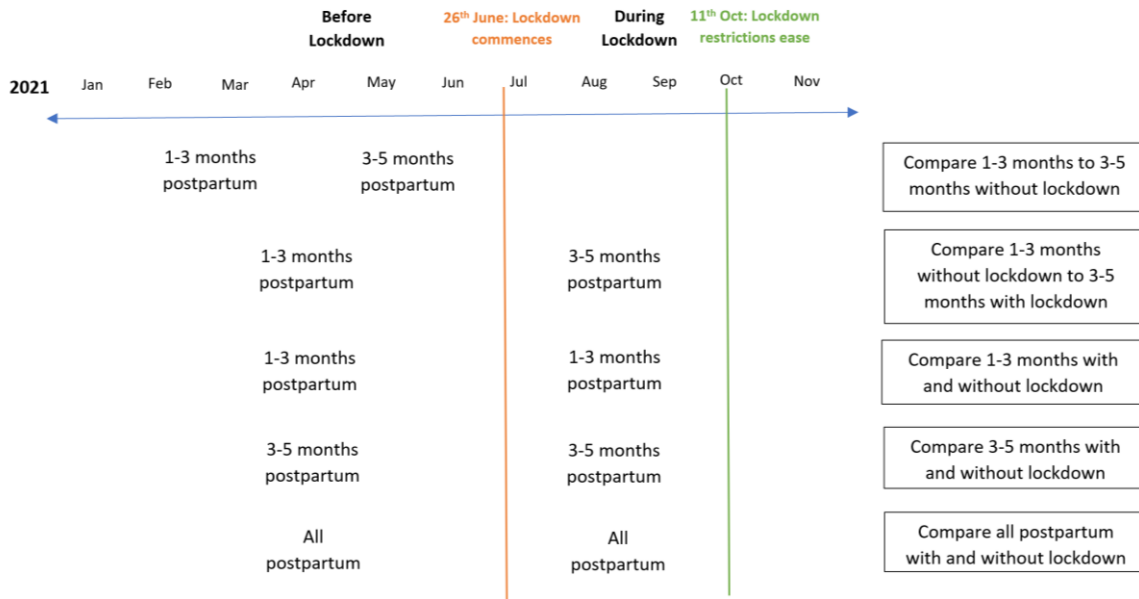 Before
Lockdown
26th June: Lockdown
commences
During
Lockdown
11th Oct: Lockdown
restrictions ease
2021 Jan Feb Mar Apr May Jun Jul Aug Sep Oct Nov
1-3 months
postpartum
3-5 months
postpartum
Compare 1-3 months to 3-5
months without lockdown
1-3 months
postpartum
3-5 months
postpartum
Compare 1-3 months
without lockdown to 3-5
months with lockdown
1-3 months
postpartum
1-3 months
postpartum
Compare 1-3 months with
and without lockdown
3-5 months
postpartum
3-5 months
postpartum
Compare 3-5 months with
and without lockdown
All
postpartum
All
postpartum
Compare all postpartum
with and without lockdown